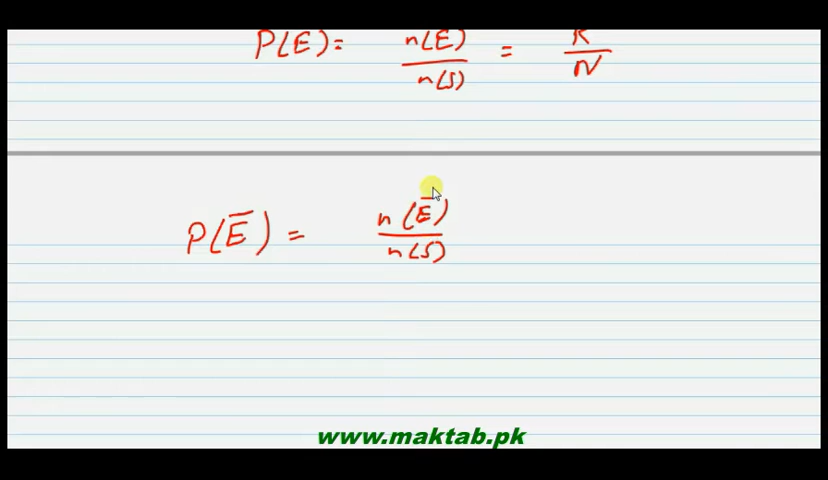 P(E) = n(E) / n(S) = R / N
P(E̅) = n(E̅) / n(S)
www.maktab.pk